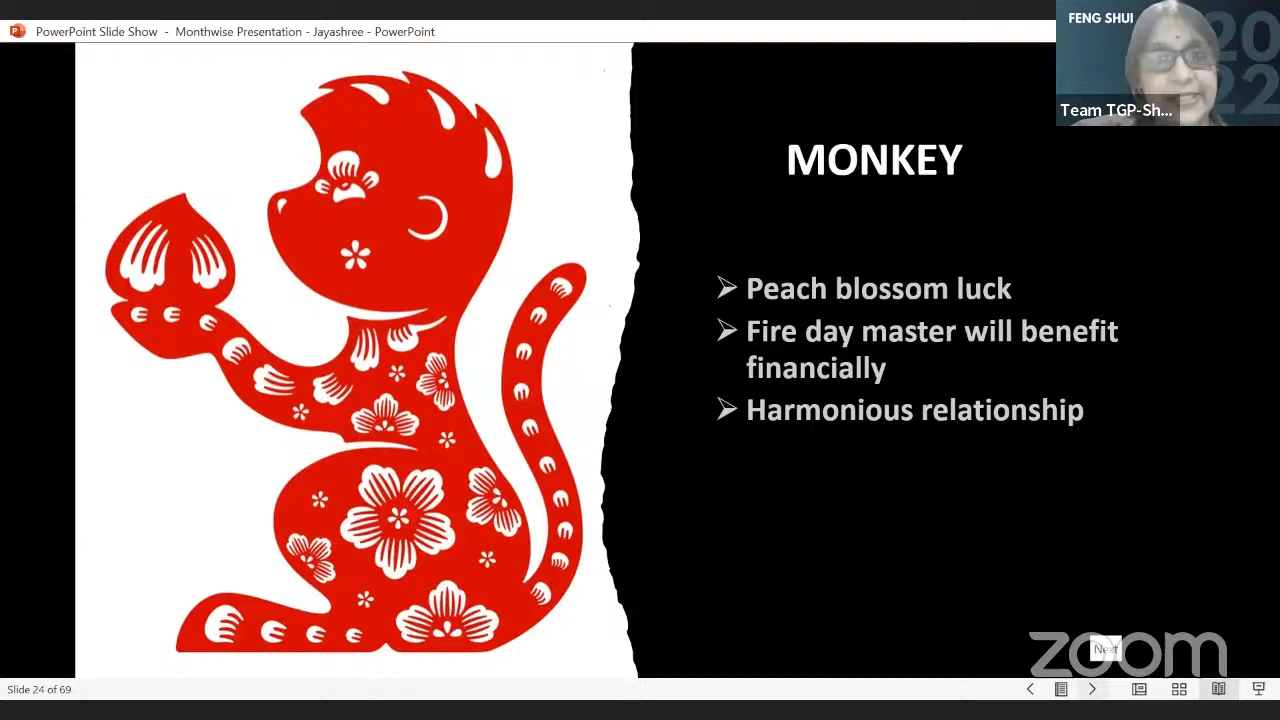 PowerPoint Slide Show - Monthwise Presentation - Jayashree - PowerPoint
FENG SHUI
2022
Team TGP-Sh...
MONKEY
➢ Peach blossom luck
➢ Fire day master will benefit
financially
➢ Harmonious relationship
zoom
Next
Slide 24 of 69